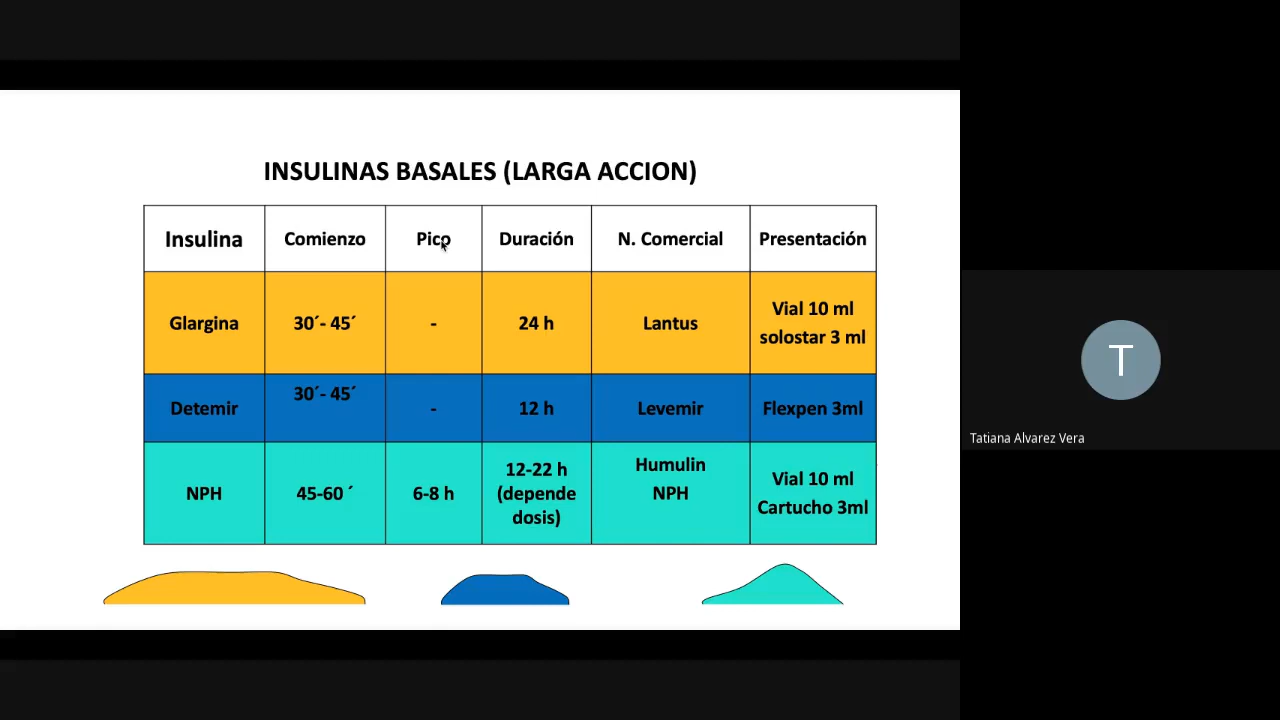 INSULINAS BASALES (LARGA ACCION)
Insulina Comienzo Pico Duración N. Comercial Presentación
Glargina 30´- 45´ - 24 h Lantus Vial 10 ml
solostar 3 ml
Detemir 30´- 45´ - 12 h Levemir Flexpen 3ml
NPH 45-60 ´ 6-8 h 12-22 h
(depende
dosis)
Humulin
NPH
Vial 10 ml
Cartucho 3ml
T
Tatiana Alvarez Vera